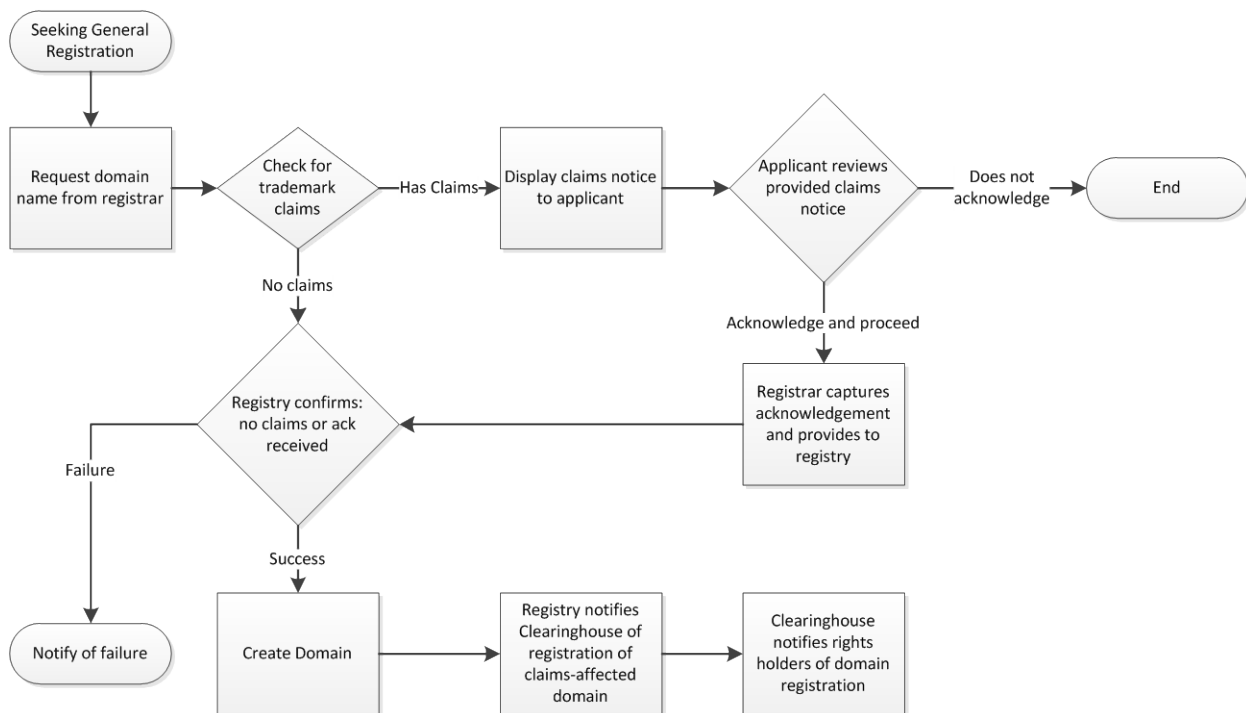 Seeking General
Registration
Request domain
name from registrar
Check for
trademark
claims
Has Claims
Display claims notice
to applicant
Applicant reviews
provided claims
notice
Does not
acknowledge
End
No claims
Acknowledge and proceed
Registry confirms:
no claims or ack
received
Registrar captures
acknowledgement
and provides to
registry
Failure
Success
Notify of failure
Create Domain
Registry notifies
Clearinghouse of
registration of
claims-affected
domain
Clearinghouse
notifies rights
holders of domain
registration